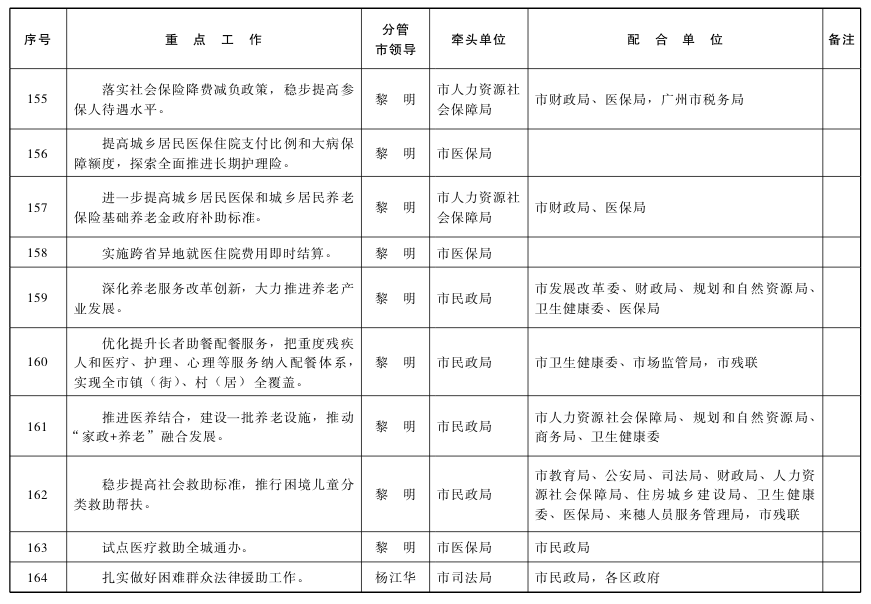 序号 重点工作 分管市领导 牵头单位 配合单位 备注
155 落实社会保险降费减负政策，稳步提高参保人待遇水平。 黎明 市人力资源社会保障局 市财政局、医保局，广州市税务局
156 提高城乡居民医保住院支付比例和大病保障额度，探索全面推进长期护理险。 黎明 市医保局
157 进一步提高城乡居民医保和城乡居民养老保险基础养老金政府补助标准。 黎明 市人力资源社会保障局 市财政局、医保局
158 实施跨省异地就医住院费用即时结算。 黎明 市医保局
159 深化养老服务改革创新，大力推进养老产业发展。 黎明 市民政局 市发展改革委、财政局、规划和自然资源局、卫生健康委、医保局
160 优化提升长者助餐配餐服务，把重度残疾人和医疗、护理、心理等服务纳入配餐体系，实现全市镇（街）、村（居）全覆盖。 黎明 市民政局 市卫生健康委、市场监管局，市残联
161 推进医养结合，建设一批养老设施，推动“家政+养老”融合发展。 黎明 市民政局 市人力资源社会保障局、规划和自然资源局、商务局、卫生健康委
162 稳步提高社会救助标准，推行困境儿童分类救助帮扶。 黎明 市民政局 市教育局、公安局、司法局、财政局、人力资源社会保障局、住房城乡建设局、卫生健康委、医保局、来穗人员服务管理局，市残联
163 试点医疗救助全城通办。 黎明 市医保局 市民政局
164 扎实做好困难群众法律援助工作。 杨江华 市司法局 市民政局，各区政府